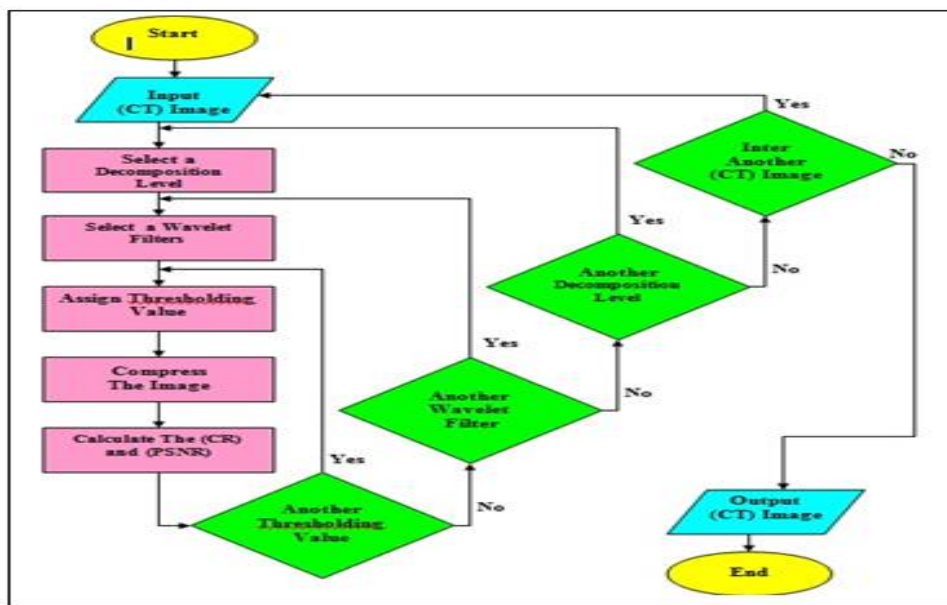 Start
Input
(CT) Image
Select a
Decomposition
Level
Select a Wavelet
Filters
Assign Thresholding
Value
Compress
The Image
Calculate The (CR)
and (PSNR)
Another
Thresholding
Value
Yes
No
Another
Wavelet
Filter
Yes
No
Another
Decomposition
Level
Yes
No
Inter
Another
(CT) Image
Yes
No
Output
(CT) Image
End